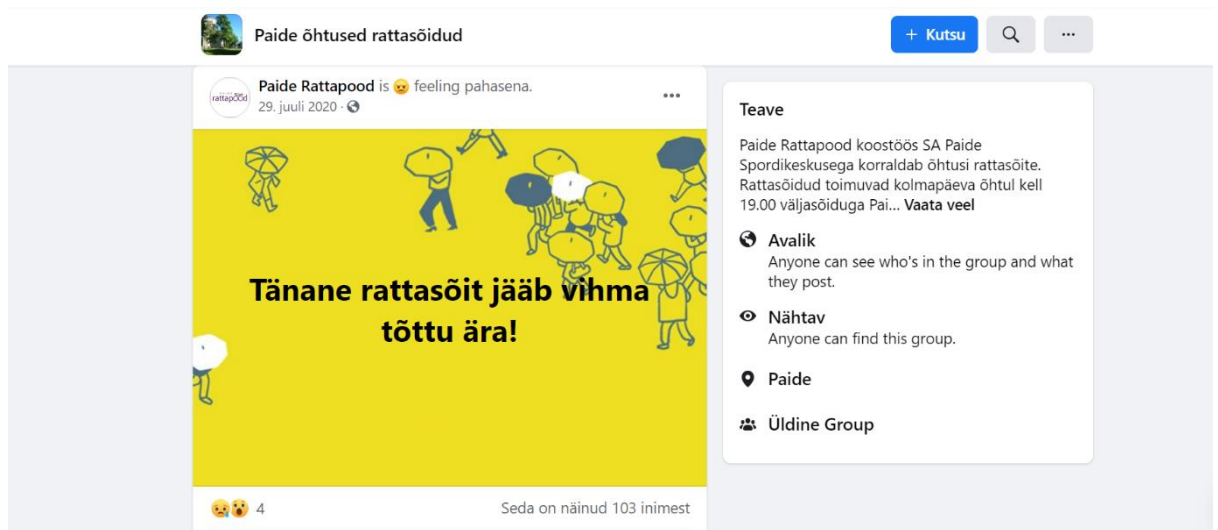 Paide õhtused rattasõidud
+ Kutsu
rattapood
Paide Rattapood is feeling pahasena.
29. juuli 2020 ·
Tänane rattasõit jääb vihma
tõttu ära!
4
Seda on näinud 103 inimest
Teave
Paide Rattapood koostöös SA Paide
Spordikeskusega korraldab õhtusi rattasõite.
Rattasõidud toimuvad kolmapäeva õhtul kell
19.00 väljasõiduga Pai... Vaata veel
Avalik
Anyone can see who's in the group and what
they post.
Nähtav
Anyone can find this group.
Paide
Üldine Group